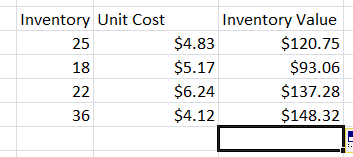 Inventory Unit Cost Inventory Value
25 $4.83 $120.75
18 $5.17 $93.06
22 $6.24 $137.28
36 $4.12 $148.32